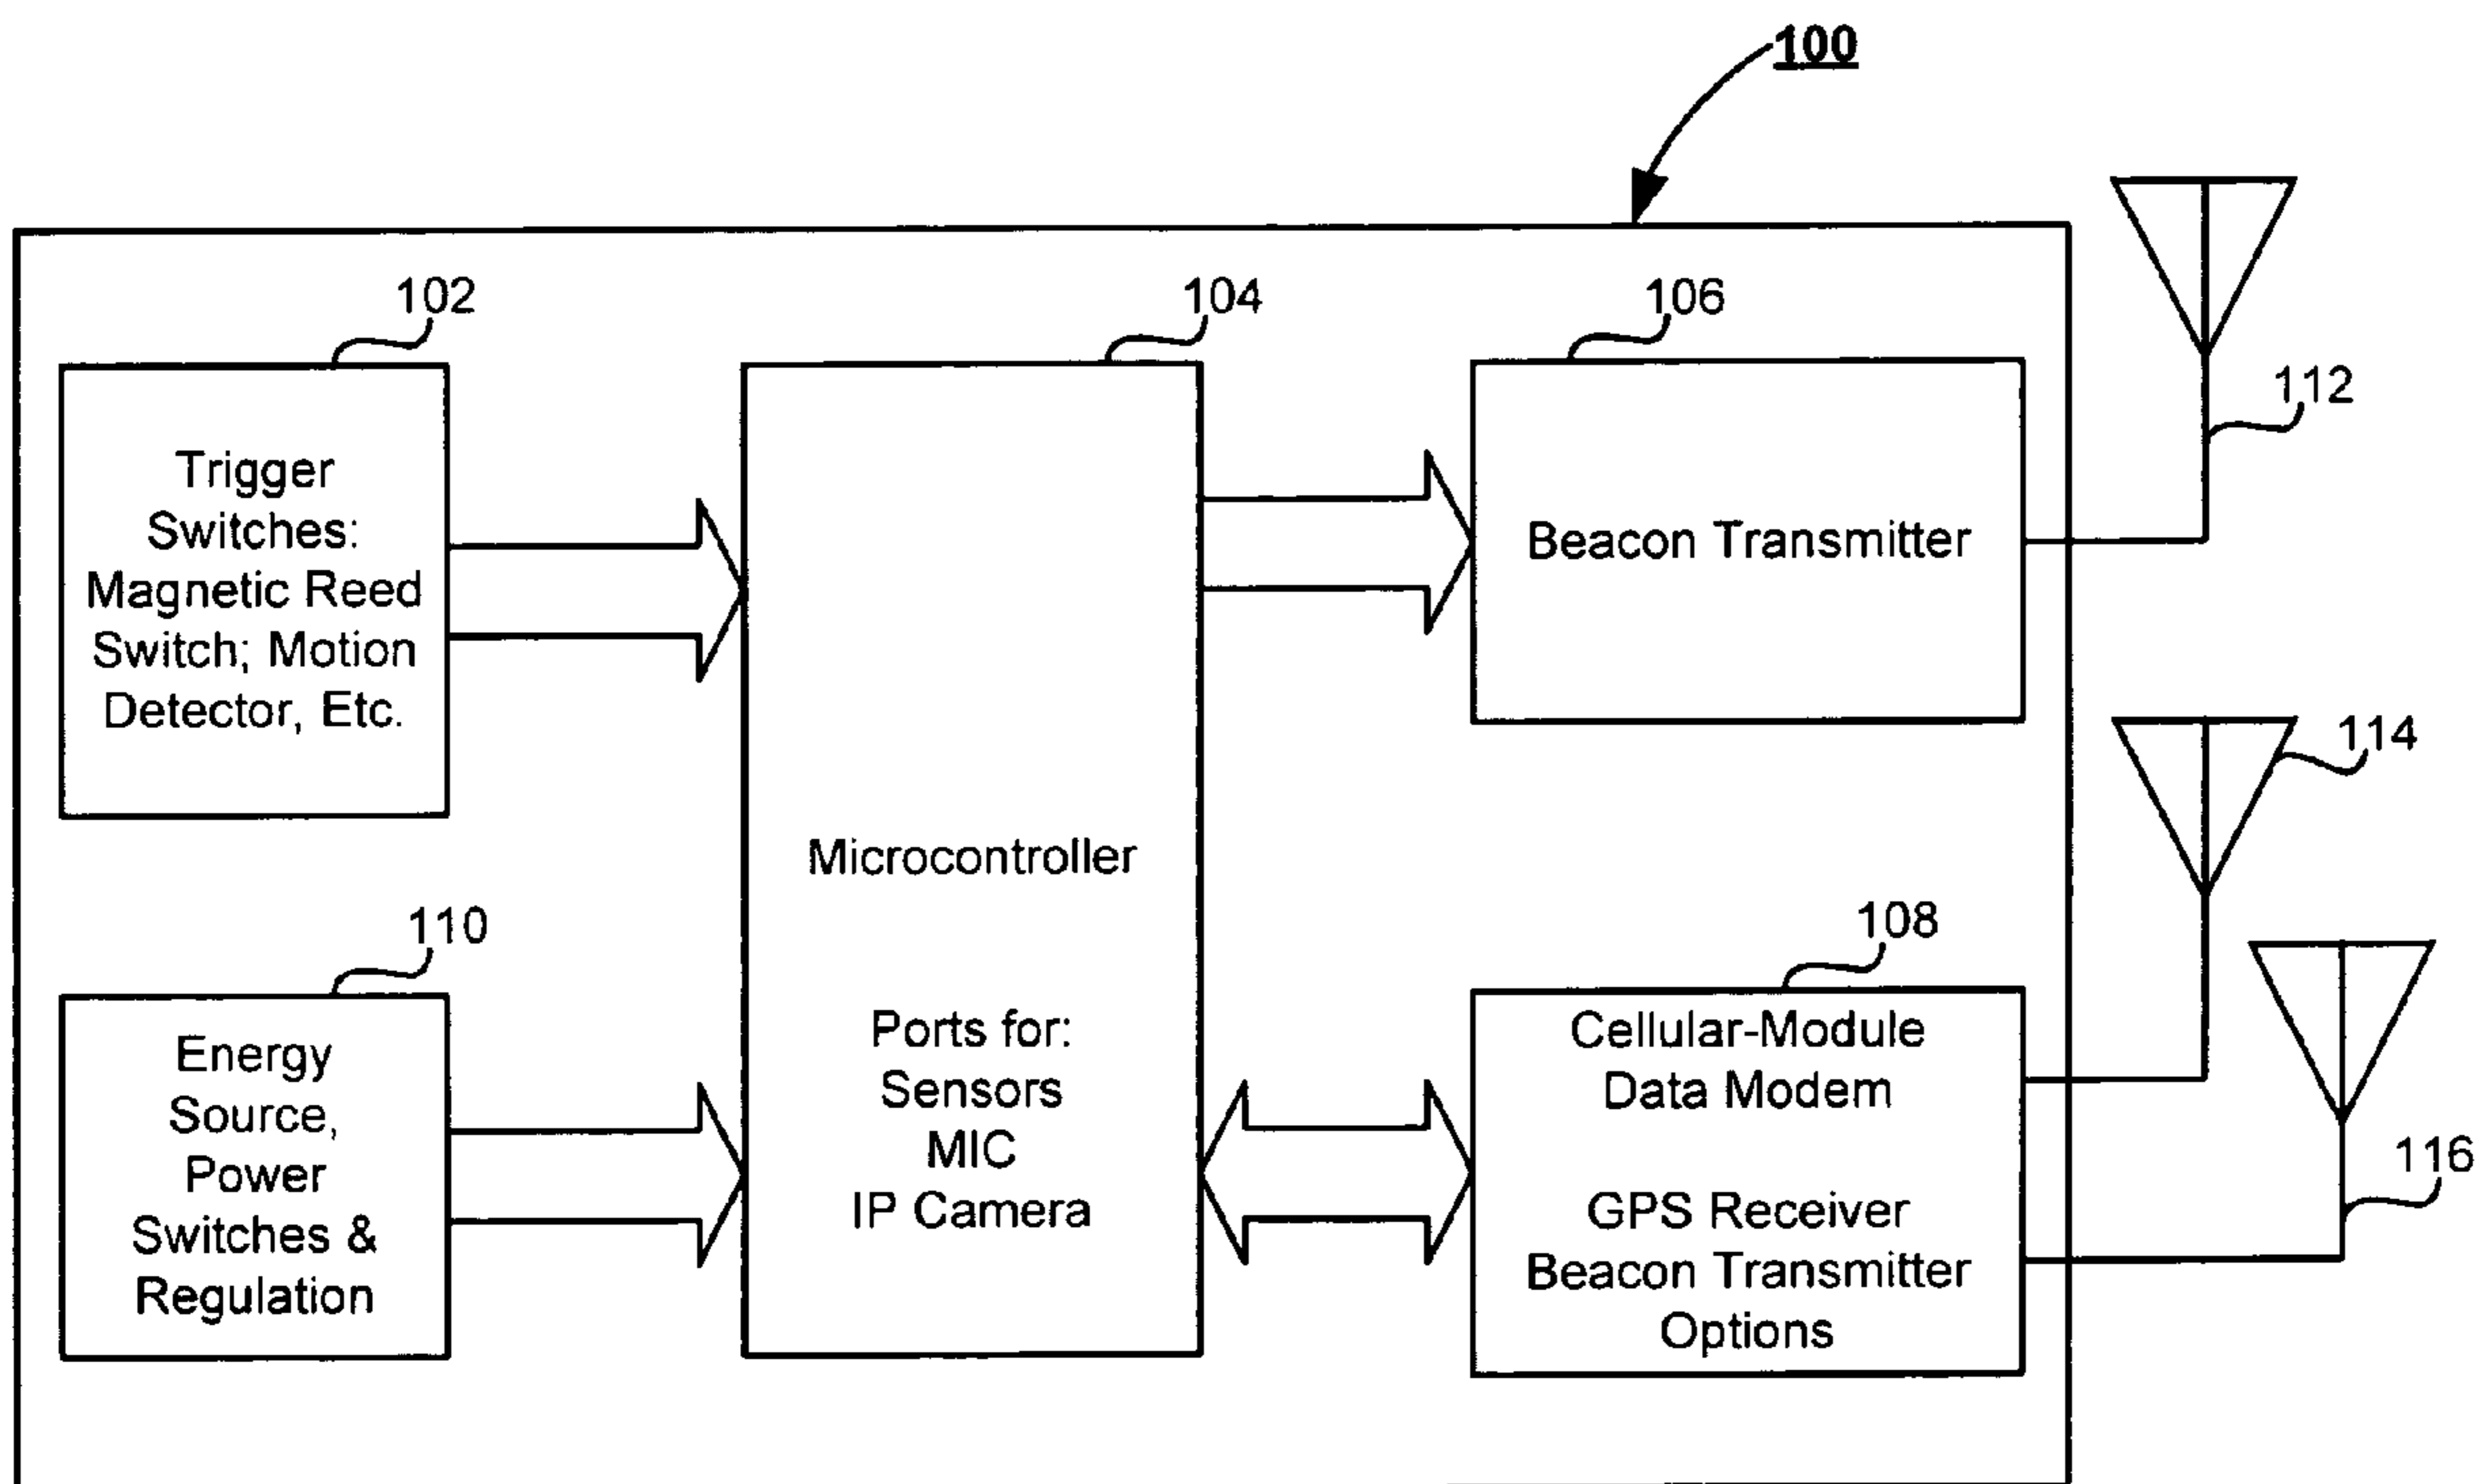 100
102
104
106
112
Trigger
Switches:
Magnetic Reed
Switch; Motion
Detector, Etc.
Beacon Transmitter
114
Microcontroller
Ports for:
Sensors
MIC
IP Camera
110
108
Energy
Source,
Power
Switches &
Regulation
Cellular-Module
Data Modem
GPS Receiver
Beacon Transmitter
Options
116